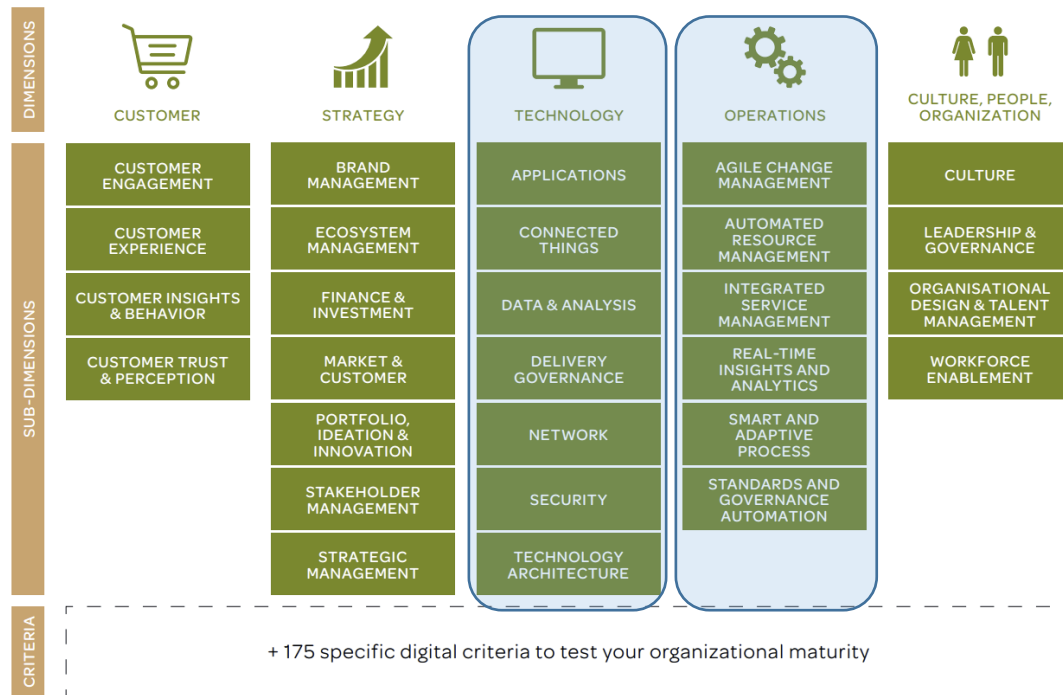 DIMENSIONS
CUSTOMER
STRATEGY
TECHNOLOGY
OPERATIONS
CULTURE, PEOPLE,
ORGANIZATION
SUB-DIMENSIONS
CUSTOMER
ENGAGEMENT
CUSTOMER
EXPERIENCE
CUSTOMER INSIGHTS
& BEHAVIOR
CUSTOMER TRUST
& PERCEPTION
BRAND
MANAGEMENT
ECOSYSTEM
MANAGEMENT
FINANCE &
INVESTMENT
MARKET &
CUSTOMER
PORTFOLIO,
IDEATION &
INNOVATION
STAKEHOLDER
MANAGEMENT
STRATEGIC
MANAGEMENT
APPLICATIONS
CONNECTED
THINGS
DATA & ANALYSIS
DELIVERY
GOVERNANCE
NETWORK
SECURITY
TECHNOLOGY
ARCHITECTURE
AGILE CHANGE
MANAGEMENT
AUTOMATED
RESOURCE
MANAGEMENT
INTEGRATED
SERVICE
MANAGEMENT
REAL-TIME
INSIGHTS AND
ANALYTICS
SMART AND
ADAPTIVE
PROCESS
STANDARDS AND
GOVERNANCE
AUTOMATION
CULTURE
LEADERSHIP &
GOVERNANCE
ORGANISATIONAL
DESIGN & TALENT
MANAGEMENT
WORKFORCE
ENABLEMENT
CRITERIA
+ 175 specific digital criteria to test your organizational maturity